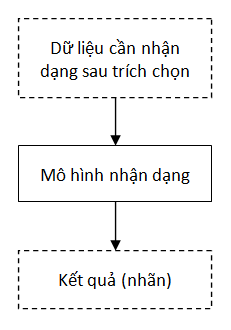 Dữ liệu cần nhận
dạng sau trích chọn
Mô hình nhận dạng
Kết quả (nhãn)